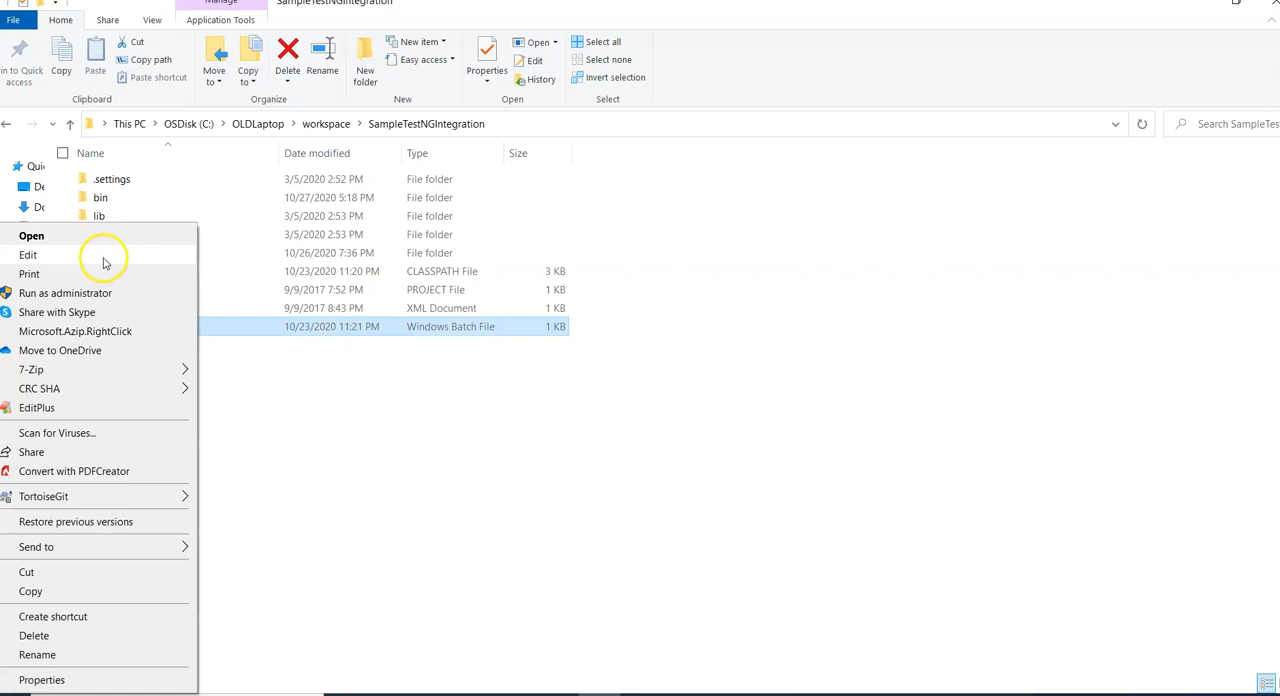 Manage
SampleTestNGIntegration
File Home Share View Application Tools
in to Quick access
Copy
Paste
Cut
Copy path
Paste shortcut
Clipboard
Move to
Copy to
Delete
Rename
Organize
New folder
New item
Easy access
New
Properties
Open
Edit
History
Open
Select all
Select none
Invert selection
Select
This PC OSDisk (C:) OLDLaptop workspace SampleTestNGIntegration
Search SampleTes
Name Date modified Type Size
Quic
De
Do
.settings 3/5/2020 2:52 PM File folder
bin 10/27/2020 5:18 PM File folder
lib 3/5/2020 2:53 PM File folder
3/5/2020 2:53 PM File folder
10/26/2020 7:36 PM File folder
10/23/2020 11:20 PM CLASSPATH File 3 KB
9/9/2017 7:52 PM PROJECT File 1 KB
9/9/2017 8:43 PM XML Document 1 KB
10/23/2020 11:21 PM Windows Batch File 1 KB
Open
Edit
Print
Run as administrator
Share with Skype
Microsoft.Azip.RightClick
Move to OneDrive
7-Zip
CRC SHA
EditPlus
Scan for Viruses...
Share
Convert with PDFCreator
TortoiseGit
Restore previous versions
Send to
Cut
Copy
Create shortcut
Delete
Rename
Properties